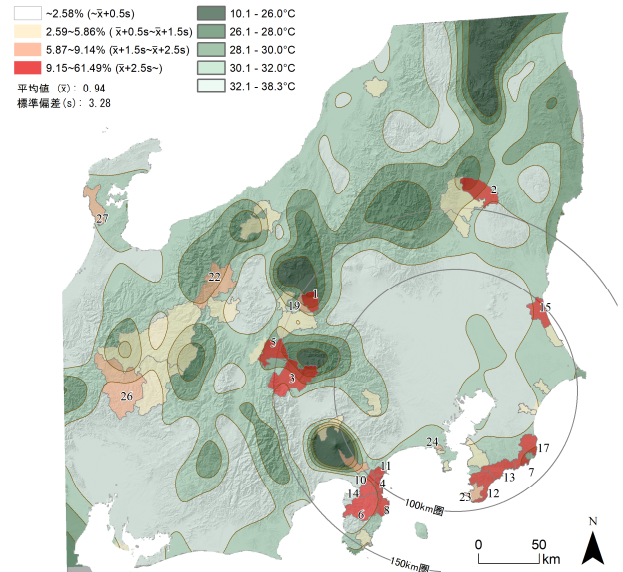 ~2.58% (~x̄+0.5s)
2.59~5.86% ( x̄+0.5s~x̄+1.5s)
5.87~9.14% (x̄+1.5s~x̄+2.5s)
9.15~61.49% (x̄+2.5s~)
平均値 (x̄): 0.94
標準偏差(s): 3.28
10.1 - 26.0°C
26.1 - 28.0°C
28.1 - 30.0°C
30.1 - 32.0°C
32.1 - 38.3°C
2
27
22
1
19
15
5
3
26
24
17
11
10
4
7
13
14
23
12
6
8
100km圏
150km圏
N
0 50
km